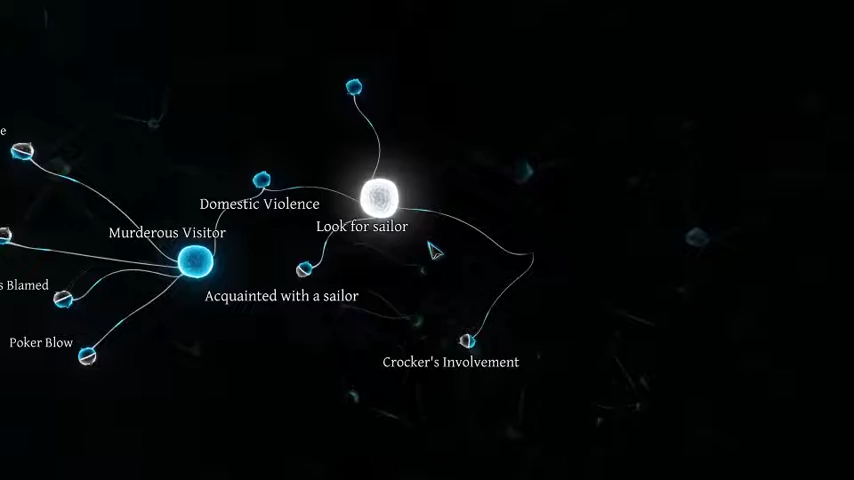 e
Domestic Violence
Look for sailor
Murderous Visitor
s Blamed
Acquainted with a sailor
Poker Blow
Crocker's Involvement